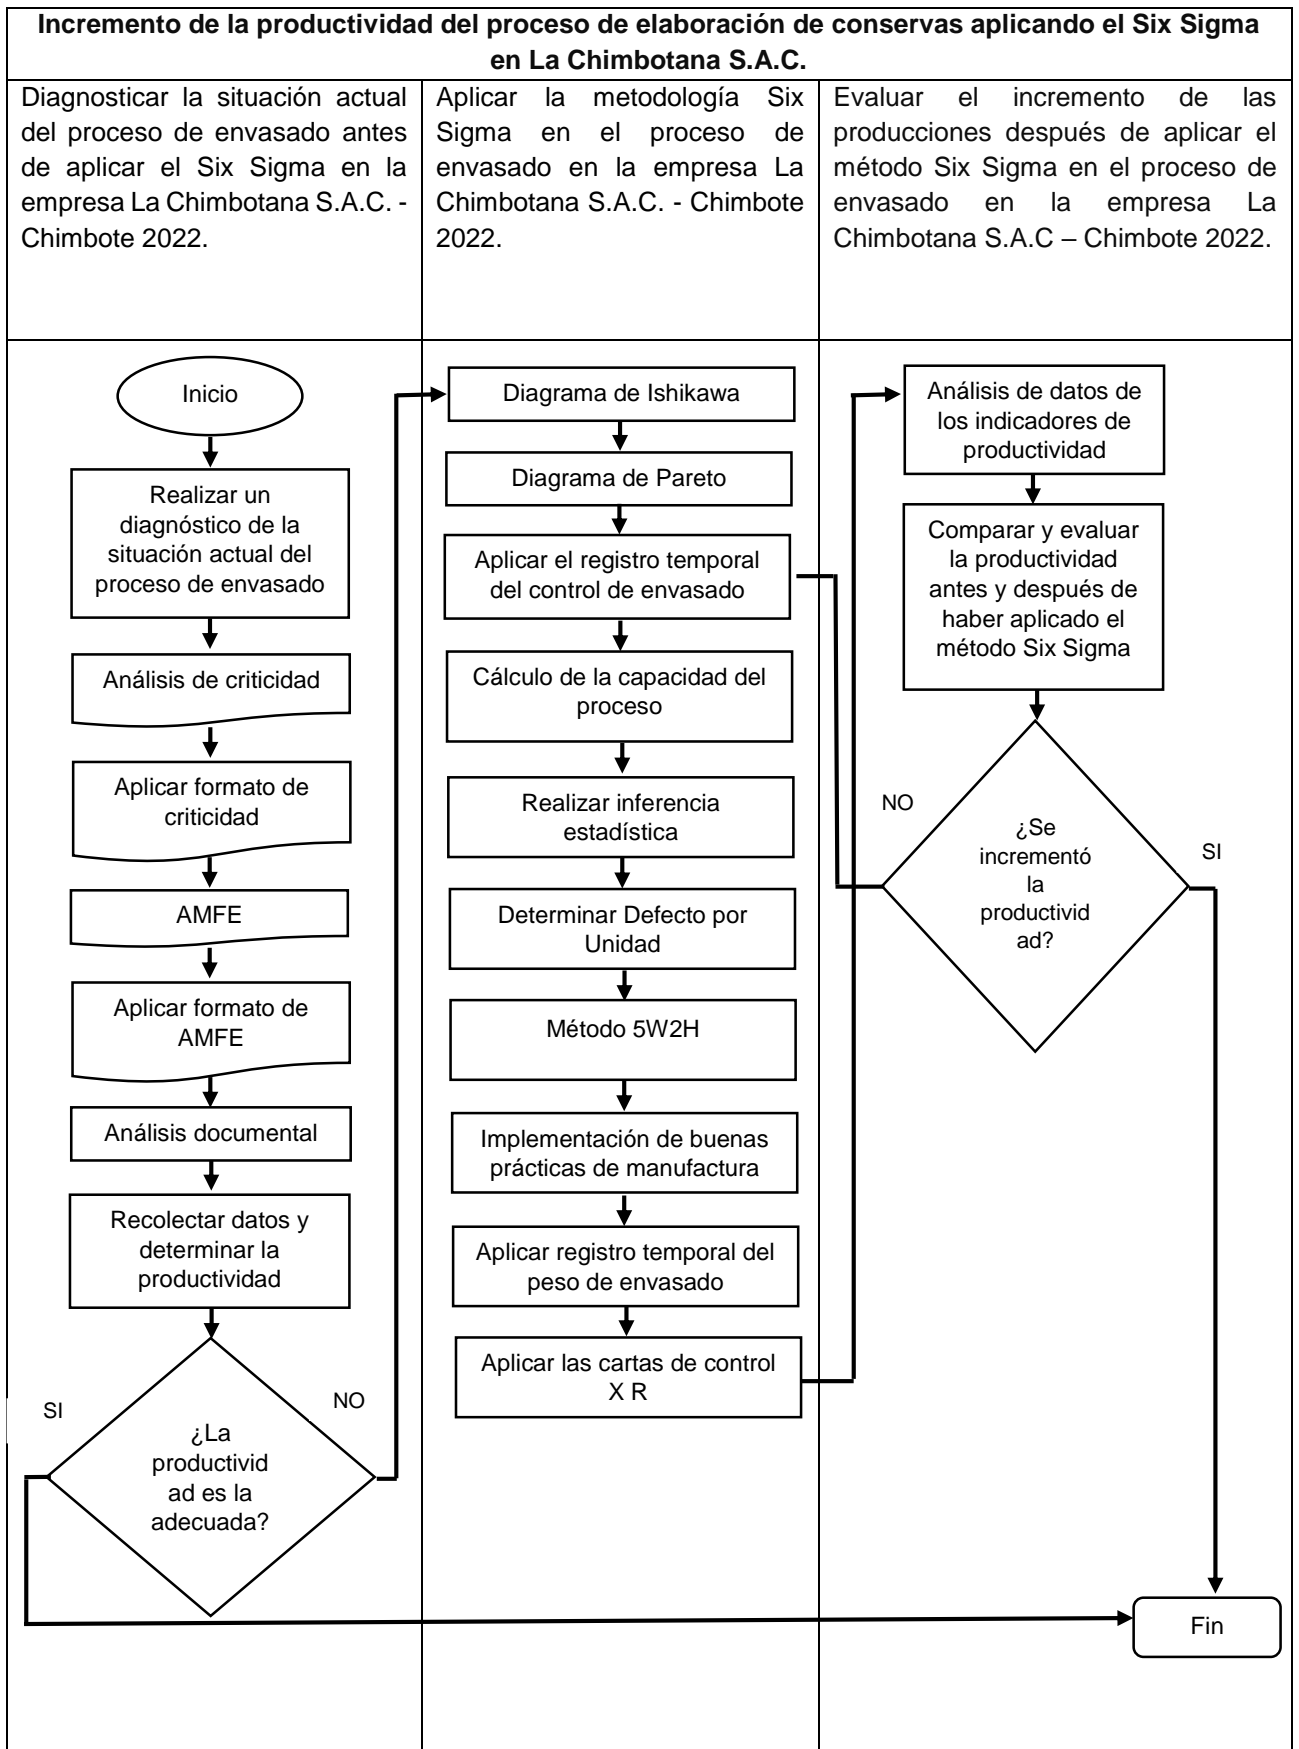 Incremento de la productividad del proceso de elaboración de conservas aplicando el Six Sigma
en La Chimbotana S.A.C.
Diagnosticar la situación actual
del proceso de envasado antes
de aplicar el Six Sigma en la
empresa La Chimbotana S.A.C. -
Chimbote 2022.
Aplicar la metodología Six
Sigma en el proceso de
envasado en la empresa La
Chimbotana S.A.C. - Chimbote
2022.
Evaluar el incremento de las
producciones después de aplicar el
método Six Sigma en el proceso de
envasado en la empresa La
Chimbotana S.A.C – Chimbote 2022.
Inicio
Realizar un
diagnóstico de la
situación actual del
proceso de envasado
Análisis de criticidad
Aplicar formato de
criticidad
AMFE
Aplicar formato de
AMFE
Análisis documental
Recolectar datos y
determinar la
productividad
SI
NO
¿La
productivid
ad es la
adecuada?
Diagrama de Ishikawa
Diagrama de Pareto
Aplicar el registro temporal
del control de envasado
Cálculo de la capacidad del
proceso
Realizar inferencia
estadística
Determinar Defecto por
Unidad
Método 5W2H
Implementación de buenas
prácticas de manufactura
Aplicar registro temporal del
peso de envasado
Aplicar las cartas de control
X R
Análisis de datos de
los indicadores de
productividad
Comparar y evaluar
la productividad
antes y después de
haber aplicado el
método Six Sigma
NO
SI
¿Se
incrementó
la
productivid
ad?
Fin